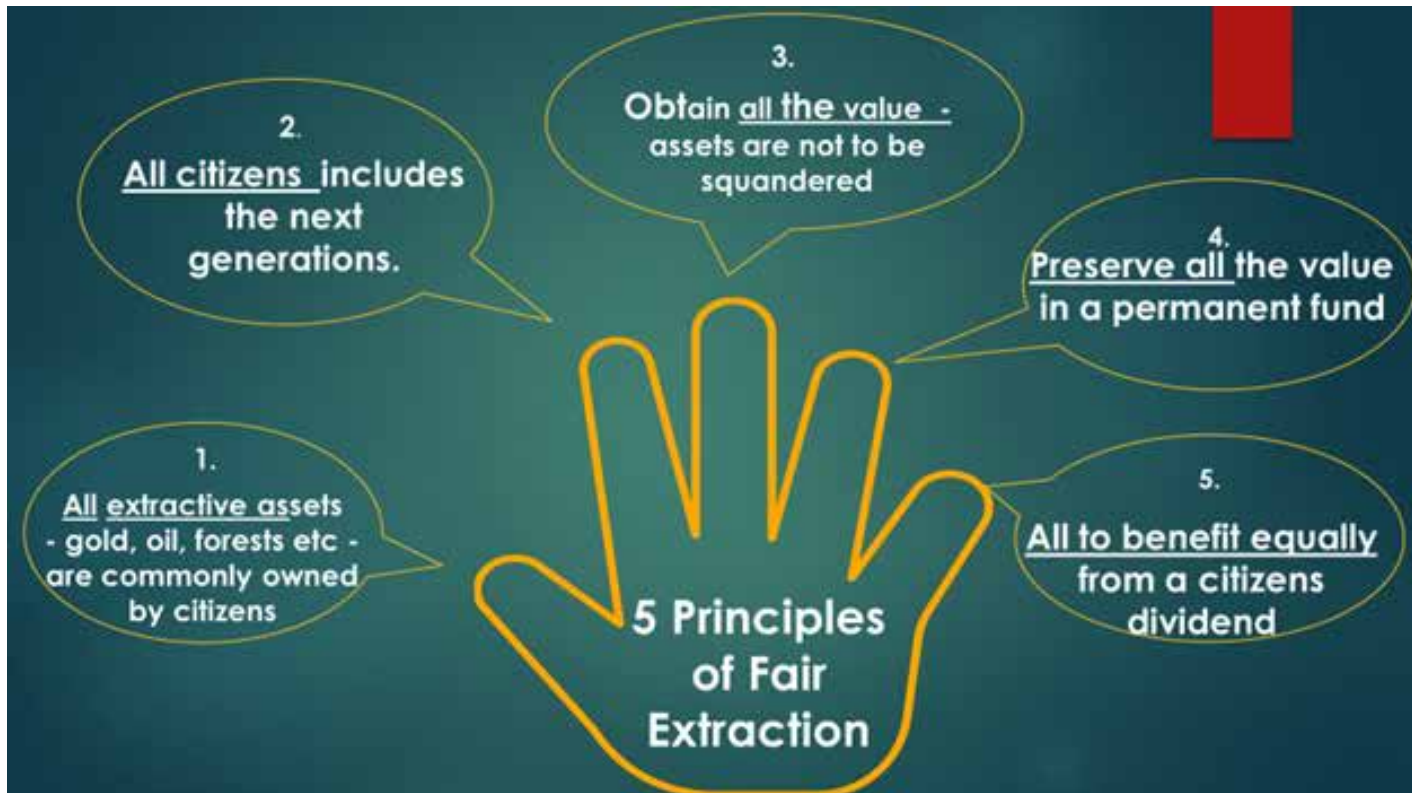 1.
All extractive assets
- gold, oil, forests etc -
are commonly owned
by citizens
2.
All citizens includes
the next
generations.
3.
Obtain all the value -
assets are not to be
squandered
4.
Preserve all the value
in a permanent fund
5.
All to benefit equally
from a citizens
dividend
5 Principles
of Fair
Extraction